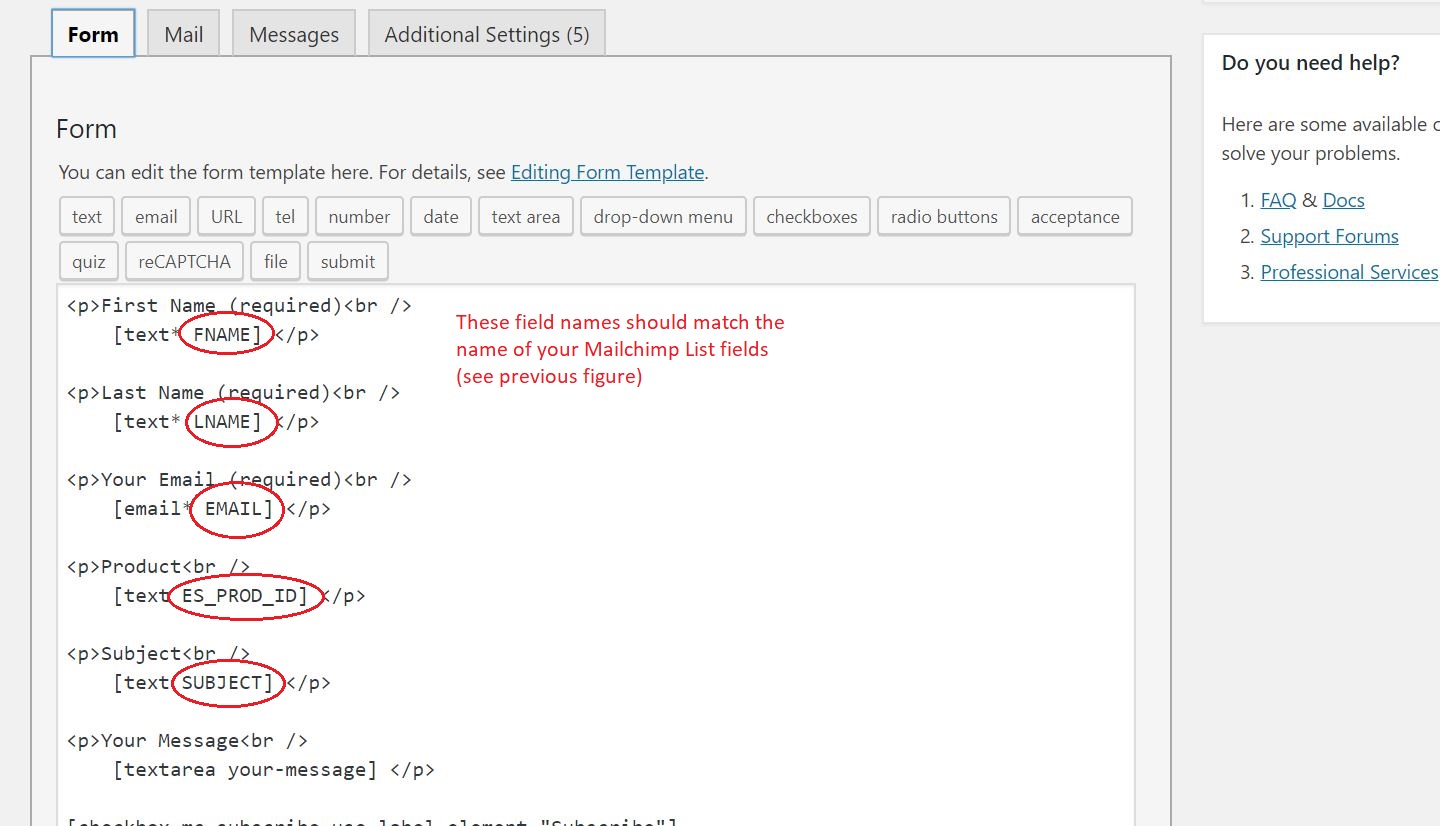 Form
Mail
Messages
Additional Settings (5)
Form
You can edit the form template here. For details, see Editing Form Template.
text
email
URL
tel
number
date
text area
drop-down menu
checkboxes
radio buttons
acceptance
quiz
reCAPTCHA
file
submit
<p>First Name (required)<br />
[text* FNAME] </p>
<p>Last Name (required)<br />
[text* LNAME] </p>
<p>Your Email (required)<br />
[email* EMAIL] </p>
<p>Product<br />
[text ES_PROD_ID] </p>
<p>Subject<br />
[text SUBJECT] </p>
<p>Your Message<br />
[textarea your-message] </p>
These field names should match the
name of your Mailchimp List fields
(see previous figure)
Do you need help?
Here are some available
solve your problems.
1. FAQ & Docs
2. Support Forums
3. Professional Services